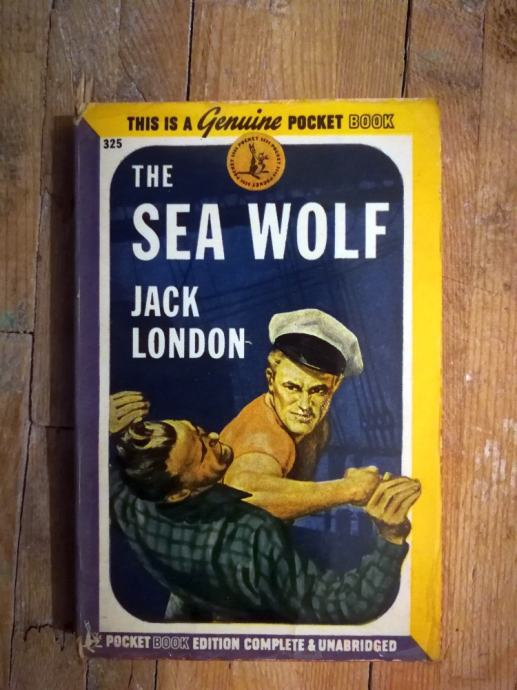 THIS IS A Genuine POCKET BOOK
325
THE
SEA WOLF
JACK
LONDON
POCKET BOOK EDITION COMPLETE & UNABRIDGED